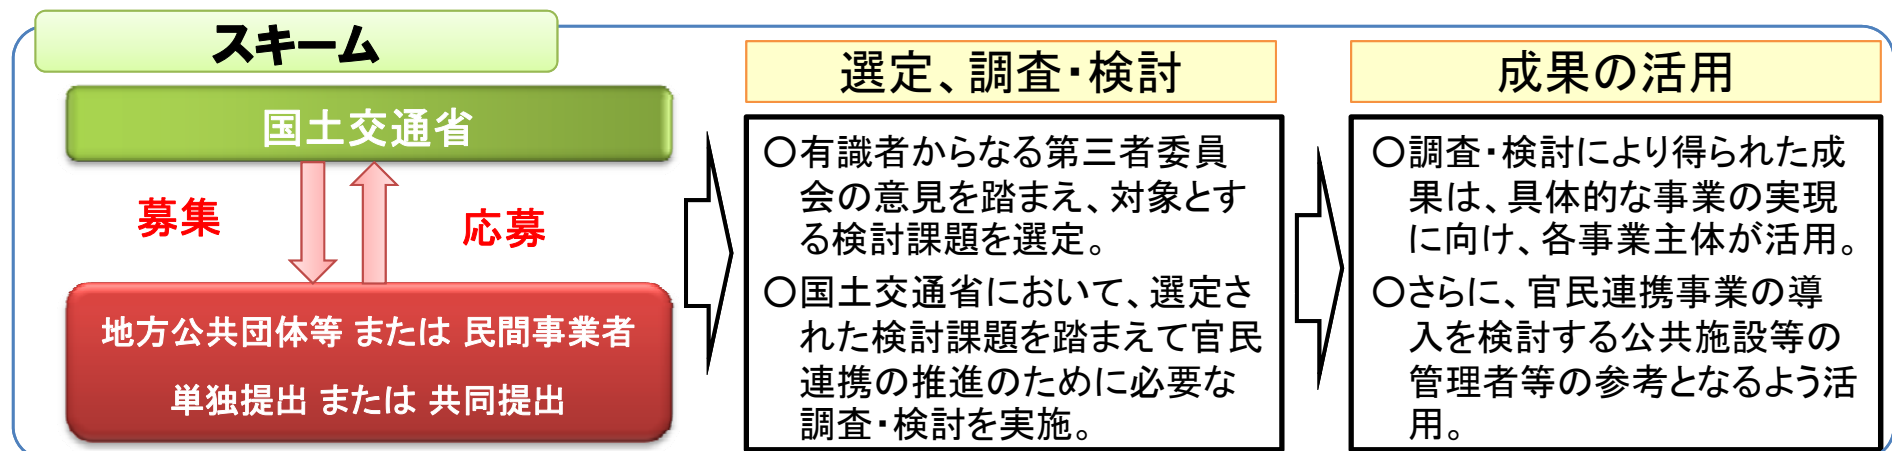 スキーム
国土交通省
募集
応募
地方公共団体等 または 民間事業者
単独提出 または 共同提出
選定、調査・検討
○有識者からなる第三者委員
会の意見を踏まえ、対象とす
る検討課題を選定。
○国土交通省において、選定さ
れた検討課題を踏まえて官民
連携の推進のために必要な
調査・検討を実施。
成果の活用
○調査・検討により得られた成
果は、具体的な事業の実現
に向け、各事業主体が活用。
○さらに、官民連携事業の導
入を検討する公共施設等の
管理者等の参考となるよう活
用。